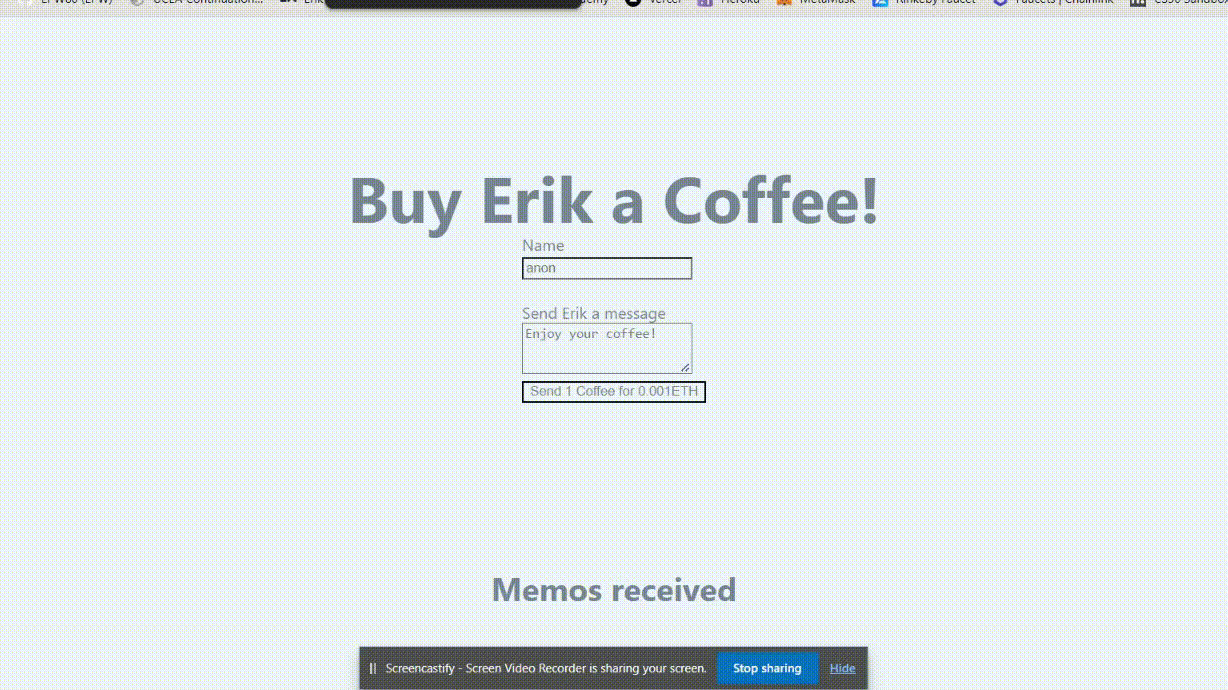 LFW86 (LFW) UCLA Continuation... Erik demy Vercel Heroku MetaMask Rinkeby Faucet Faucets | Chainlink CS50 Sandbox
Buy Erik a Coffee!
Name
anon
Send Erik a message
Enjoy your coffee!
Send 1 Coffee for 0.001ETH
Memos received
|| Screencastify - Screen Video Recorder is sharing your screen. Stop sharing Hide